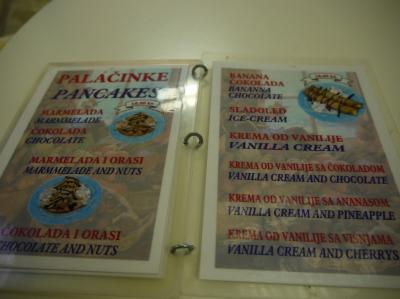 PALAČINKE
PANCAKES
MARMELADA
MARMELADE
ČOKOLADA
CHOCOLATE
MARMELADA I ORASI
MARMMELADE AND NUTS
ČOKOLADA I ORASI
CHOCOLATE AND NUTS
BANANA
ČOKOLADA
BANANNA
CHOCOLATE
SLADOLED
ICE-CREAM
KREMA OD VANILIJE
VANILLA CREAM
KREMA OD VANILIJE SA ČOKOLADOM
VANILLA CREAM AND CHOCOLATE
KREMA OD VANILIJE SA ANANASOM
VANILLA CREAM AND PINEAPPLE
KREMA OD VANILIJE SA VIŠNJAMA
VANILLA CREAM AND CHERRYS